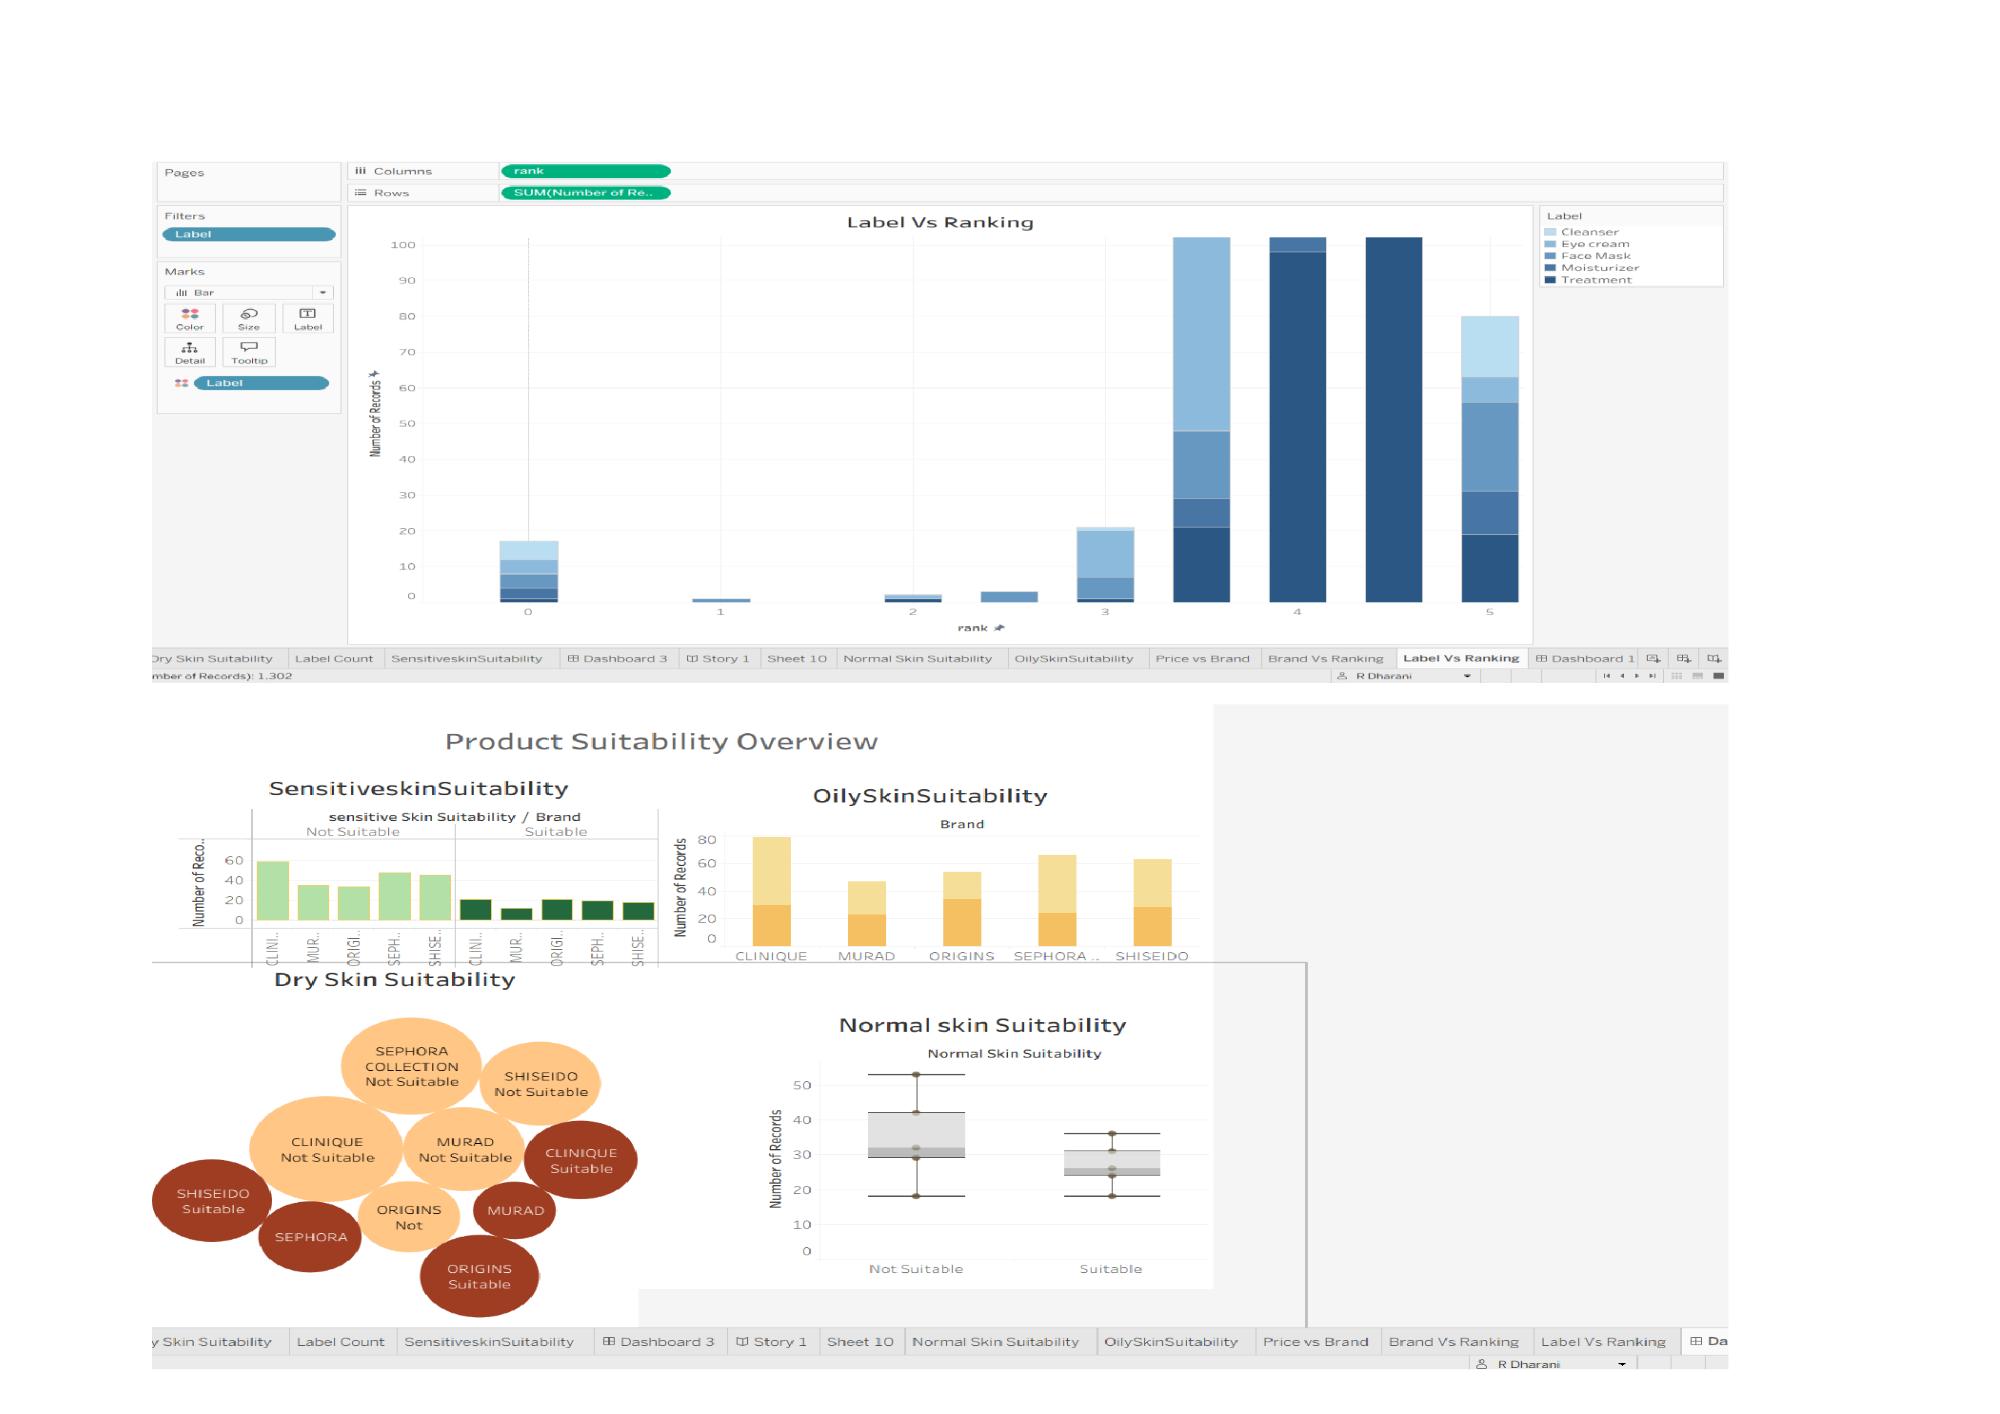 Pages
Columns
rank
Rows
SUM(Number of Re..
Filters
Label
Marks
Bar
Color
Size
Label
Detail
Tooltip
Label
Label Vs Ranking
100
90
80
70
60
50
40
30
20
10
0
Number of Records
0
1
2
3
4
5
rank
Label
Cleanser
Eye cream
Face Mask
Moisturizer
Treatment
Dry Skin Suitability
Label Count
SensitiveskinSuitability
Dashboard 3
Story 1
Sheet 10
Normal Skin Suitability
OilySkinSuitability
Price vs Brand
Brand Vs Ranking
Label Vs Ranking
Dashboard 1
mber of Records): 1,302
R Dharani
Product Suitability Overview
SensitiveskinSuitability
sensitive Skin Suitability / Brand
Not Suitable
Suitable
Number of Reco..
60
40
20
0
CLINI..
MUR..
ORIGI..
SEPH..
SHISE..
CLINI..
MUR..
ORIGI..
SEPH..
SHISE..
OilySkinSuitability
Brand
Number of Records
80
60
40
20
0
CLINIQUE
MURAD
ORIGINS
SEPHORA ..
SHISEIDO
Dry Skin Suitability
SEPHORA
COLLECTION
Not Suitable
SHISEIDO
Not Suitable
CLINIQUE
Not Suitable
MURAD
Not Suitable
CLINIQUE
Suitable
SHISEIDO
Suitable
ORIGINS
Not
MURAD
SEPHORA
ORIGINS
Suitable
Normal skin Suitability
Normal Skin Suitability
Number of Records
50
40
30
20
10
0
Not Suitable
Suitable
y Skin Suitability
Label Count
SensitiveskinSuitability
Dashboard 3
Story 1
Sheet 10
Normal Skin Suitability
OilySkinSuitability
Price vs Brand
Brand Vs Ranking
Label Vs Ranking
Da
R Dharani